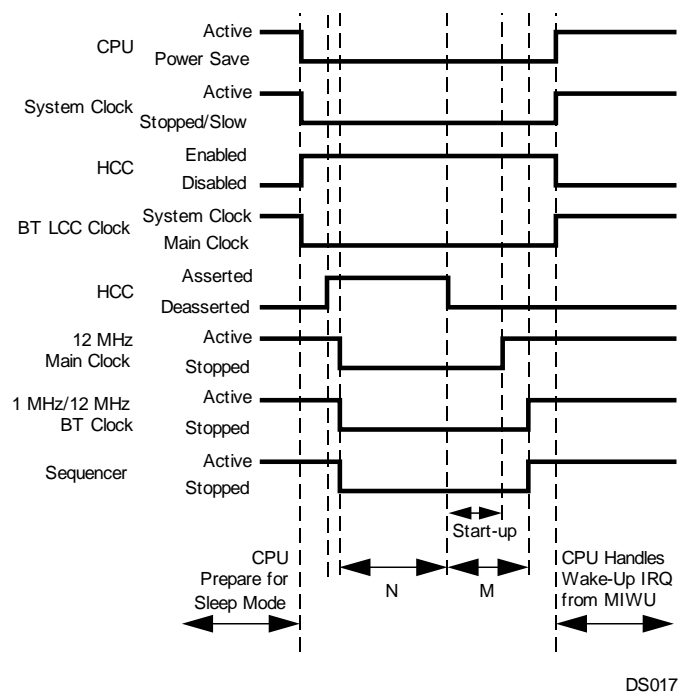 Active
CPU
Power Save
Active
System Clock
Stopped/Slow
Enabled
HCC
Disabled
System Clock
BT LCC Clock
Main Clock
Asserted
HCC
Deasserted
12 MHz
Main Clock
Active
Stopped
1 MHz/12 MHz
BT Clock
Active
Stopped
Active
Sequencer
Stopped
Start-up
CPU
Prepare for
Sleep Mode
N
M
CPU Handles
Wake-Up IRQ
from MIWU
DS017